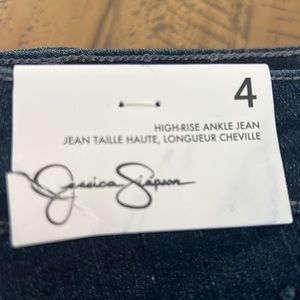 4
HIGH-RISE ANKLE JEAN
JEAN TAILLE HAUTE, LONGUEUR CHEVILLE
Jessica Simpson